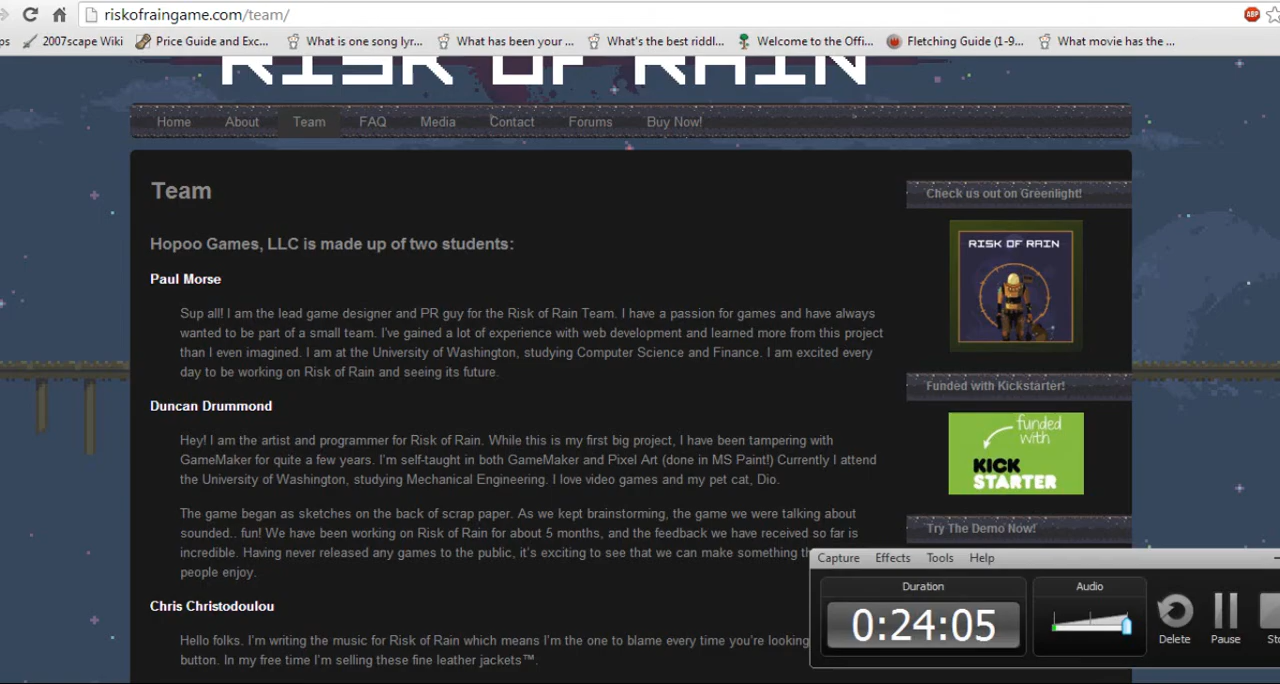 riskofraingame.com/team/
ABP
ps 2007scape Wiki Price Guide and Exc... What is one song lyr... What has been your ... What's the best riddl... Welcome to the Offi... Fletching Guide (1-9... What movie has the ...
RISK OF RAIN
Home About Team FAQ Media Contact Forums Buy Now!
Team
Hopoo Games, LLC is made up of two students:
Paul Morse
Sup all! I am the lead game designer and PR guy for the Risk of Rain Team. I have a passion for games and have always
wanted to be part of a small team. I've gained a lot of experience with web development and learned more from this project
than I even imagined. I am at the University of Washington, studying Computer Science and Finance. I am excited every
day to be working on Risk of Rain and seeing its future.
Duncan Drummond
Hey! I am the artist and programmer for Risk of Rain. While this is my first big project, I have been tampering with
GameMaker for quite a few years. I'm self-taught in both GameMaker and Pixel Art (done in MS Paint!) Currently I attend
the University of Washington, studying Mechanical Engineering. I love video games and my pet cat, Dio.
The game began as sketches on the back of scrap paper. As we kept brainstorming, the game we were talking about
sounded.. fun! We have been working on Risk of Rain for about 5 months, and the feedback we have received so far is
incredible. Having never released any games to the public, it's exciting to see that we can make something th
people enjoy.
Chris Christodoulou
Hello folks. I'm writing the music for Risk of Rain which means I'm the one to blame every time you're looking
button. In my free time I'm selling these fine leather jackets™.
Check us out on Greenlight!
RISK OF RAIN
Funded with Kickstarter!
funded
with
KICK
STARTER
Try The Demo Now!
Capture Effects Tools Help
Duration
0:24:05
Audio
Delete Pause Sto